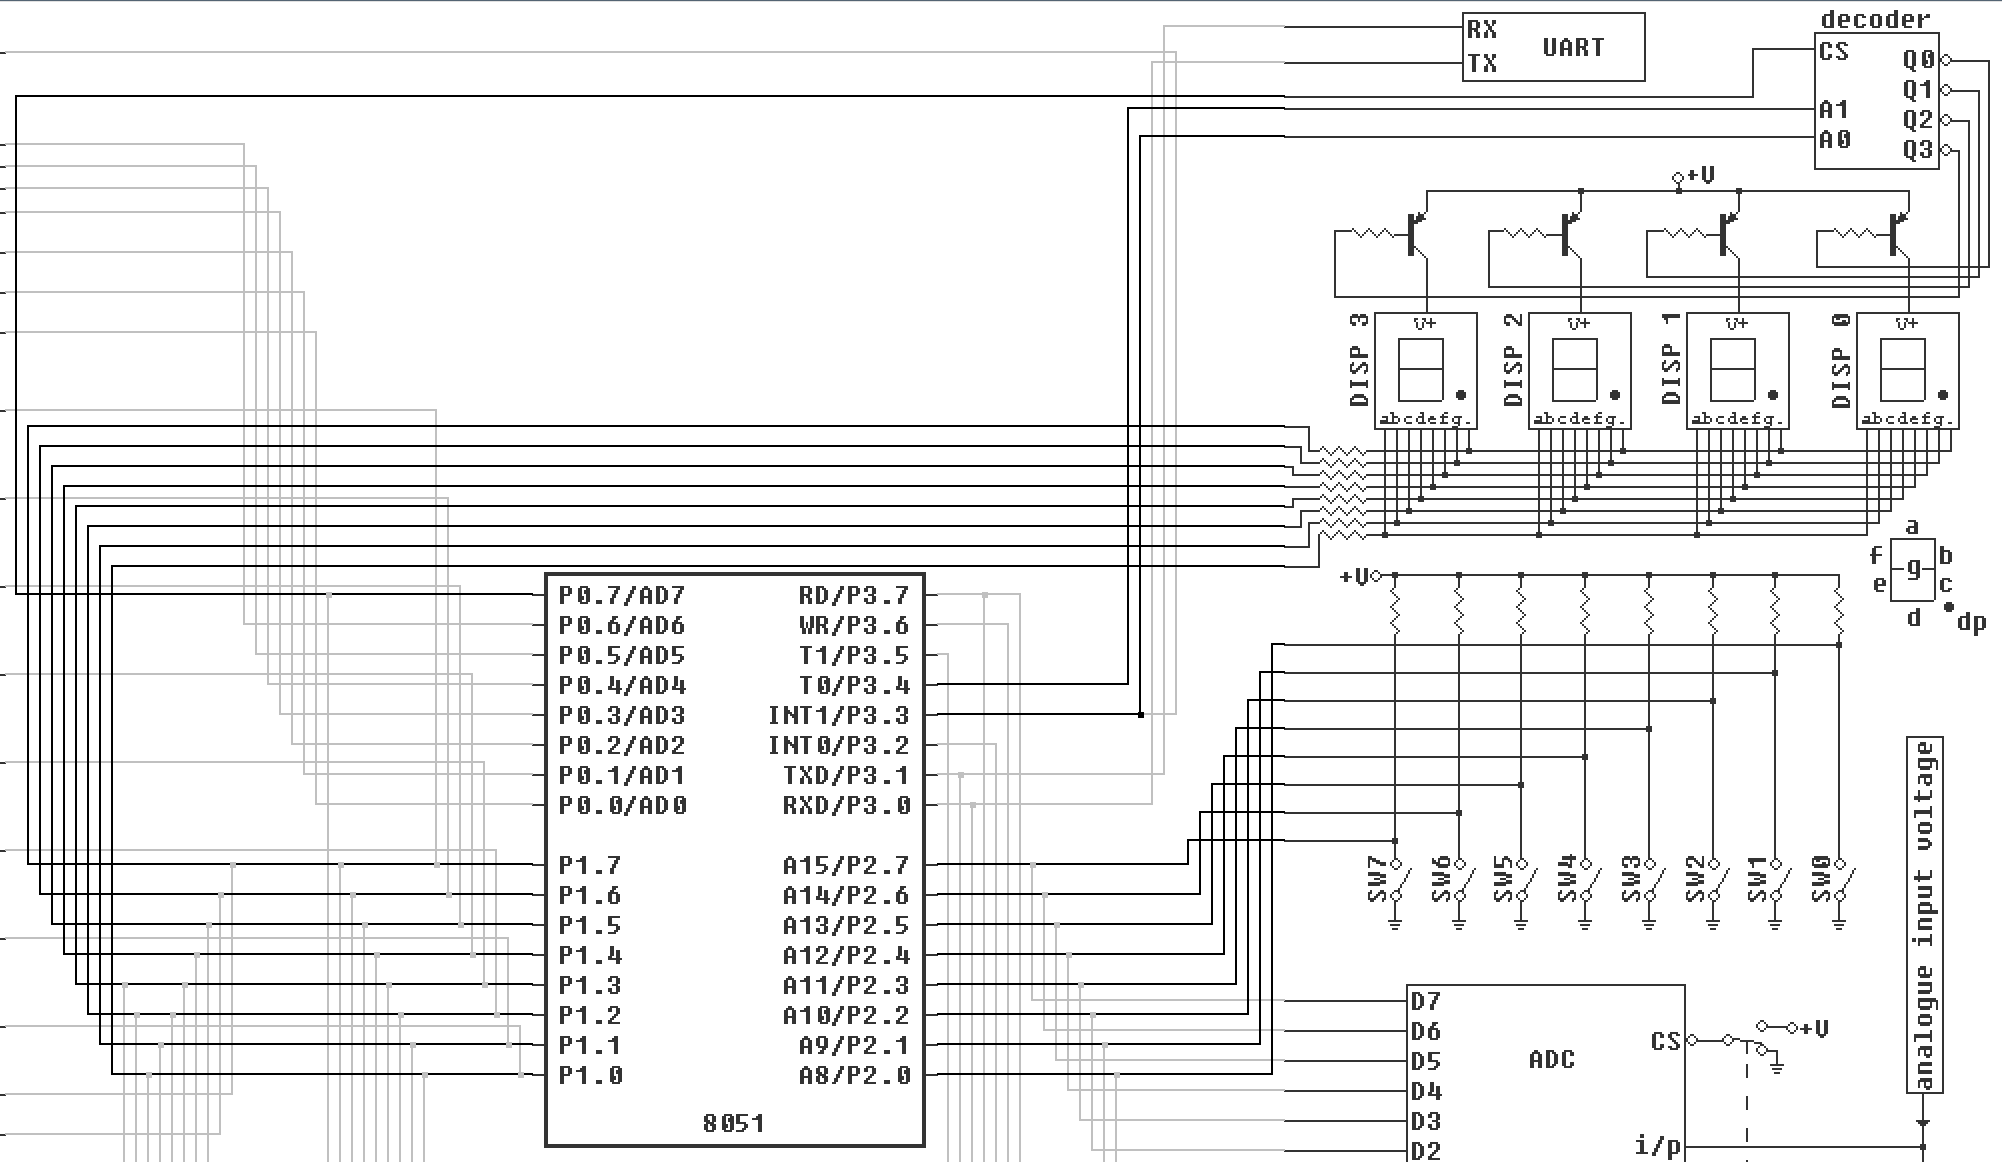 decoder
RX
UART
TX
CS
Q0
Q1
A1
Q2
A0
Q3
+V
DISP 3
V+
abcdefg.
DISP 2
V+
abcdefg.
DISP 1
V+
abcdefg.
DISP 0
V+
abcdefg.
a
f
b
g
e
c
d
dp
+V
P0.7/AD7
RD/P3.7
P0.6/AD6
WR/P3.6
P0.5/AD5
T1/P3.5
P0.4/AD4
T0/P3.4
P0.3/AD3
INT1/P3.3
P0.2/AD2
INT0/P3.2
P0.1/AD1
TXD/P3.1
P0.0/AD0
RXD/P3.0
P1.7
A15/P2.7
P1.6
A14/P2.6
P1.5
A13/P2.5
P1.4
A12/P2.4
P1.3
A11/P2.3
P1.2
A10/P2.2
P1.1
A9/P2.1
P1.0
A8/P2.0
8051
SW7
SW6
SW5
SW4
SW3
SW2
SW1
SW0
analogue input voltage
D7
D6
D5
D4
D3
D2
ADC
CS
+V
i/p